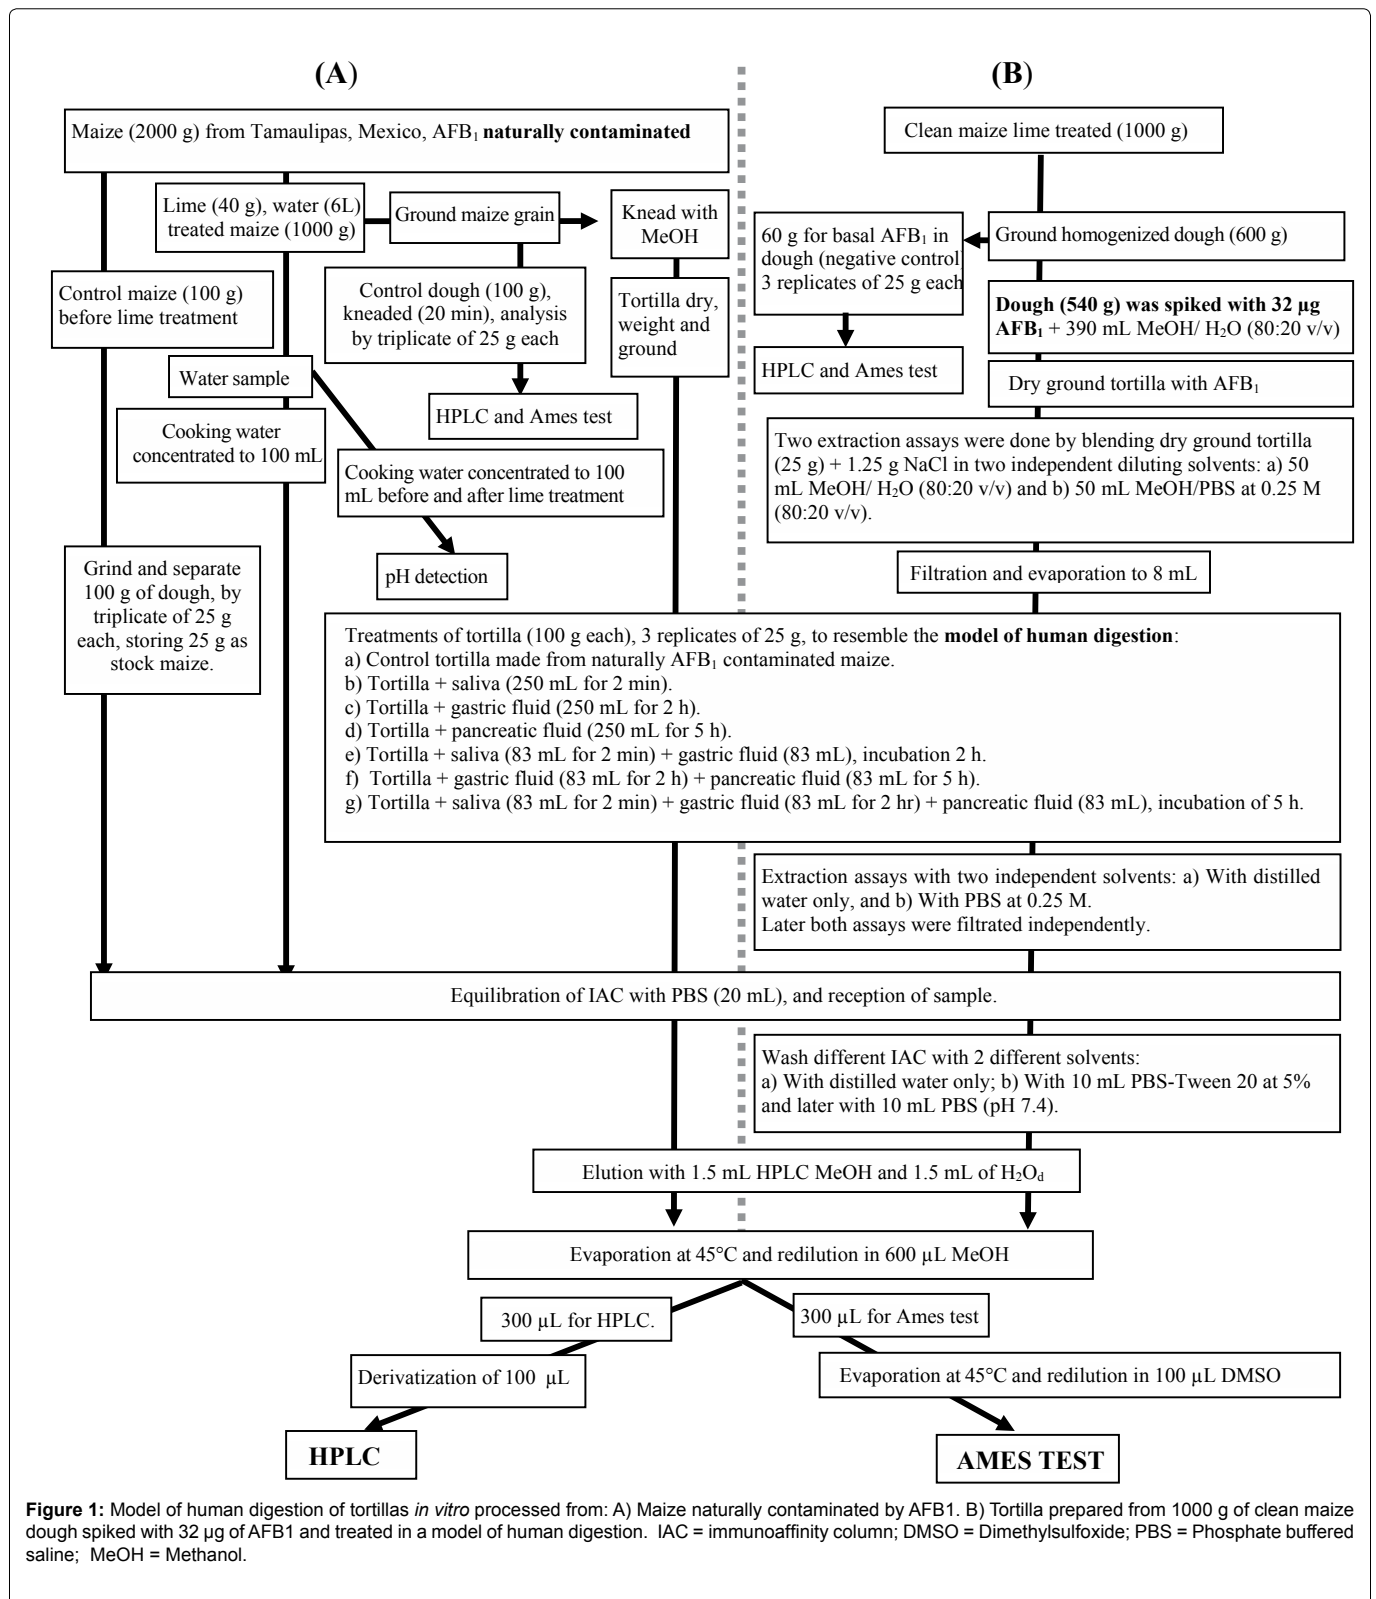 (A)
(B)
Maize (2000 g) from Tamaulipas, Mexico, AFB₁ naturally contaminated
Clean maize lime treated (1000 g)
Lime (40 g), water (6L)
treated maize (1000 g)
Ground maize grain
Knead with
MeOH
60 g for basal AFB₁ in
dough (negative control
3 replicates of 25 g each
Ground homogenized dough (600 g)
Control maize (100 g)
before lime treatment
Control dough (100 g),
kneaded (20 min), analysis
by triplicate of 25 g each
Tortilla dry,
weight and
ground
Dough (540 g) was spiked with 32 µg
AFB₁ + 390 mL MeOH/ H₂O (80:20 v/v)
HPLC and Ames test
Dry ground tortilla with AFB₁
Water sample
HPLC and Ames test
Cooking water
concentrated to 100 mL
Two extraction assays were done by blending dry ground tortilla
(25 g) + 1.25 g NaCl in two independent diluting solvents: a) 50
mL MeOH/ H₂O (80:20 v/v) and b) 50 mL MeOH/PBS at 0.25 M
(80:20 v/v).
Cooking water concentrated to 100
mL before and after lime treatment
Grind and separate
100 g of dough, by
triplicate of 25 g
each, storing 25 g as
stock maize.
pH detection
Filtration and evaporation to 8 mL
Treatments of tortilla (100 g each), 3 replicates of 25 g, to resemble the model of human digestion:
a) Control tortilla made from naturally AFB₁ contaminated maize.
b) Tortilla + saliva (250 mL for 2 min).
c) Tortilla + gastric fluid (250 mL for 2 h).
d) Tortilla + pancreatic fluid (250 mL for 5 h).
e) Tortilla + saliva (83 mL for 2 min) + gastric fluid (83 mL), incubation 2 h.
f) Tortilla + gastric fluid (83 mL for 2 h) + pancreatic fluid (83 mL for 5 h).
g) Tortilla + saliva (83 mL for 2 min) + gastric fluid (83 mL for 2 hr) + pancreatic fluid (83 mL), incubation of 5 h.
Extraction assays with two independent solvents: a) With distilled
water only, and b) With PBS at 0.25 M.
Later both assays were filtrated independently.
Equilibration of IAC with PBS (20 mL), and reception of sample.
Wash different IAC with 2 different solvents:
a) With distilled water only; b) With 10 mL PBS-Tween 20 at 5%
and later with 10 mL PBS (pH 7.4).
Elution with 1.5 mL HPLC MeOH and 1.5 mL of H₂Od
Evaporation at 45°C and redilution in 600 µL MeOH
300 µL for HPLC.
300 µL for Ames test
Derivatization of 100 µL
Evaporation at 45°C and redilution in 100 µL DMSO
HPLC
AMES TEST
Figure 1: Model of human digestion of tortillas in vitro processed from: A) Maize naturally contaminated by AFB1. B) Tortilla prepared from 1000 g of clean maize
dough spiked with 32 µg of AFB1 and treated in a model of human digestion. IAC = immunoaffinity column; DMSO = Dimethylsulfoxide; PBS = Phosphate buffered
saline; MeOH = Methanol.